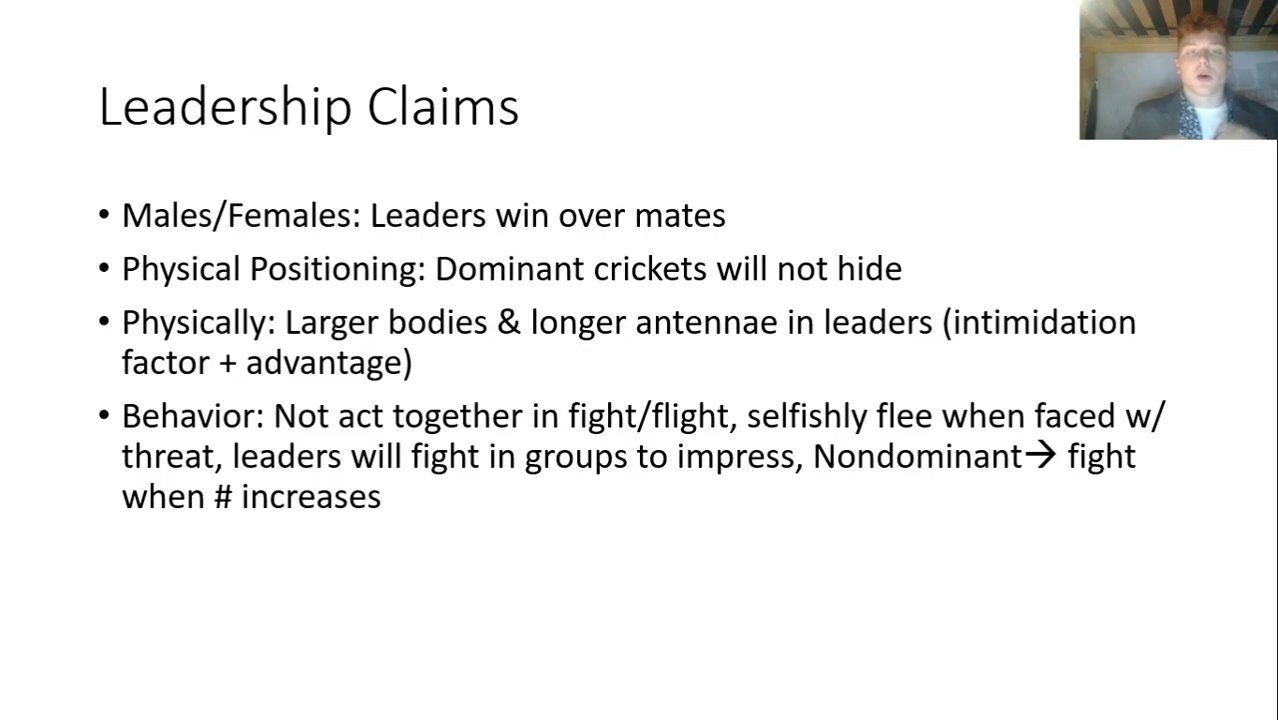 Leadership Claims
• Males/Females: Leaders win over mates
• Physical Positioning: Dominant crickets will not hide
• Physically: Larger bodies & longer antennae in leaders (intimidation
factor + advantage)
• Behavior: Not act together in fight/flight, selfishly flee when faced w/
threat, leaders will fight in groups to impress, Nondominant→ fight
when # increases